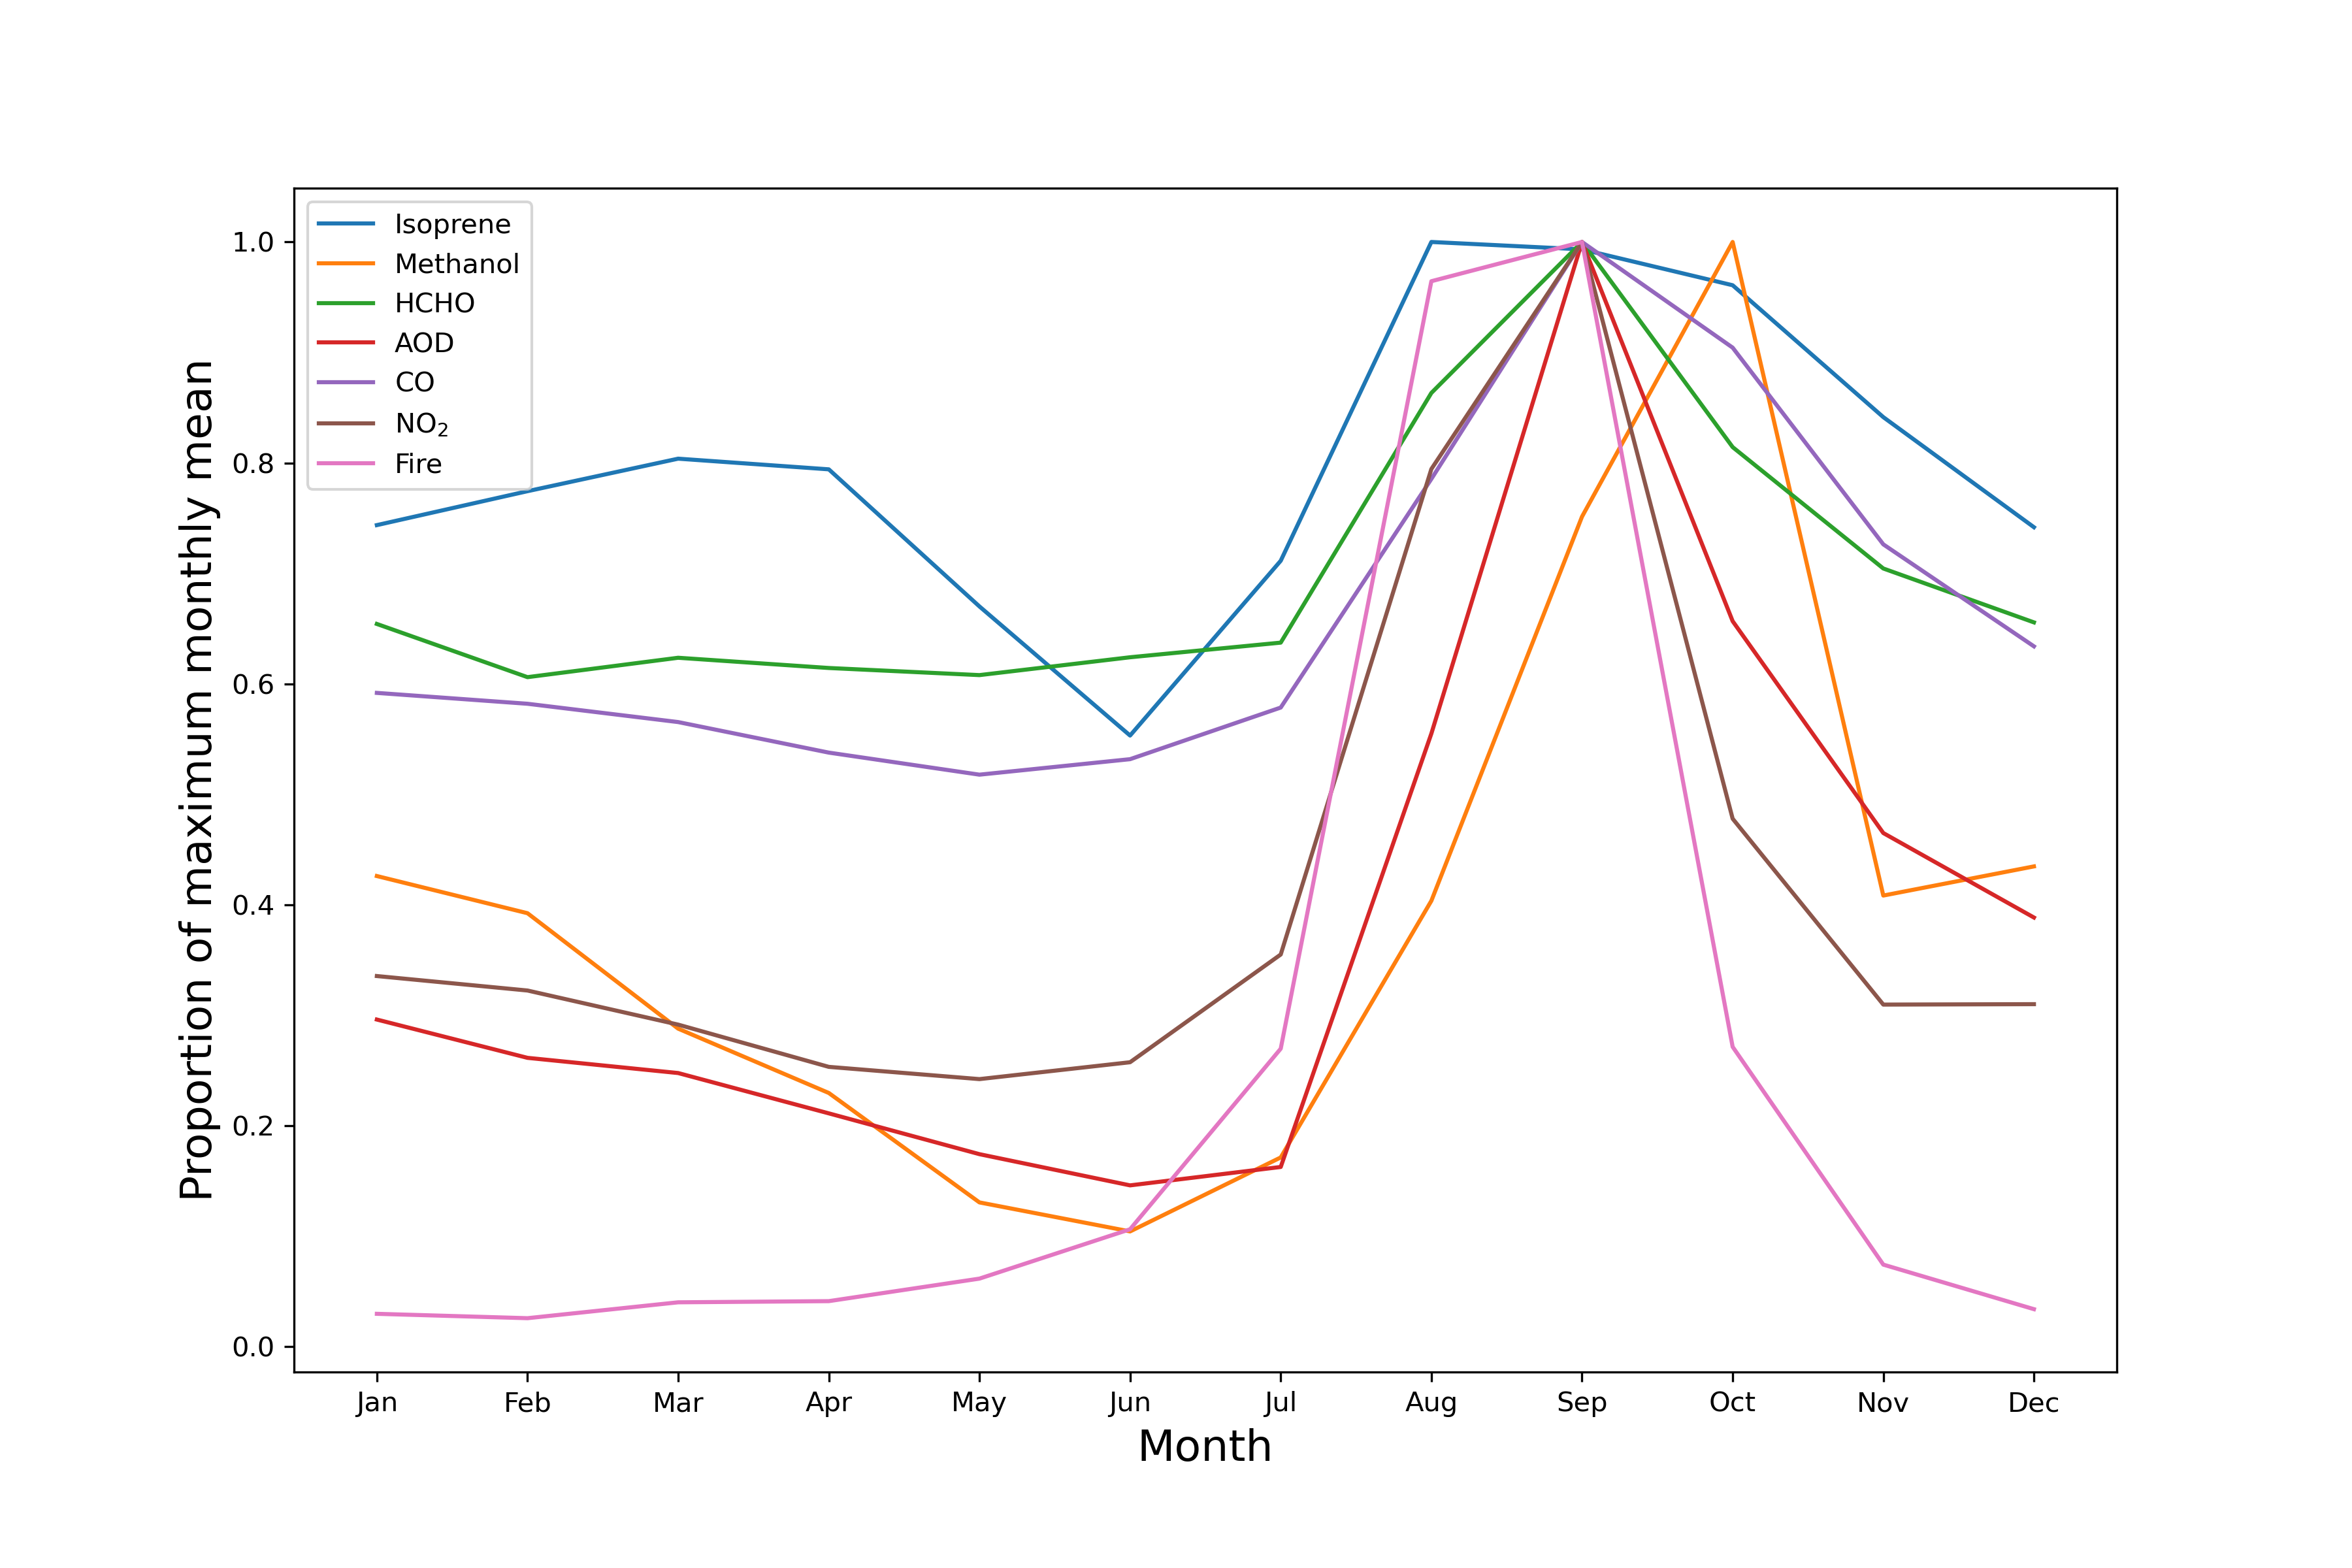 Isoprene
Methanol
HCHO
AOD
CO
NO₂
Fire
Proportion of maximum monthly mean
1.0
0.8
0.6
0.4
0.2
0.0
Jan Feb Mar Apr May Jun Jul Aug Sep Oct Nov Dec
Month